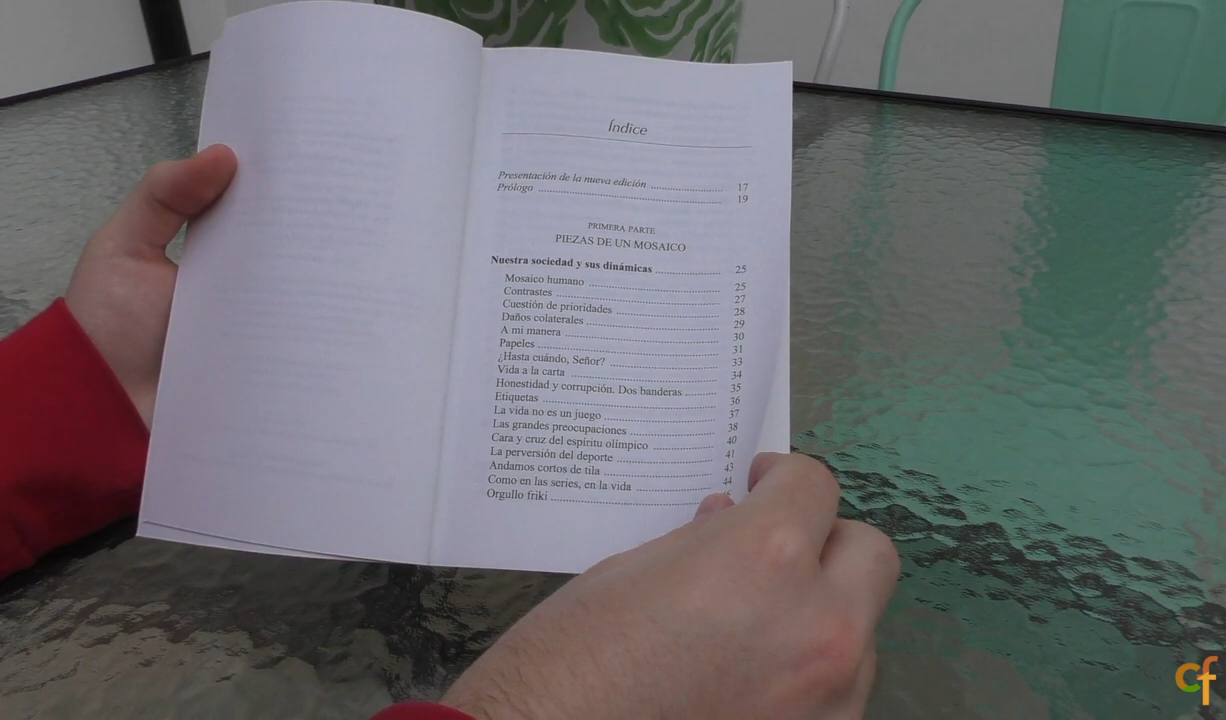 Índice
Presentación de la nueva edición ........ 17
Prólogo ........ 19
PRIMERA PARTE
PIEZAS DE UN MOSAICO
Nuestra sociedad y sus dinámicas ........ 25
Mosaico humano ........ 25
Contrastes ........ 27
Cuestión de prioridades ........ 28
Daños colaterales ........ 29
A mi manera ........ 30
Papeles ........ 31
¿Hasta cuándo, Señor? ........ 33
Vida a la carta ........ 34
Honestidad y corrupción. Dos banderas ........ 35
Etiquetas ........ 36
La vida no es un juego ........ 37
Las grandes preocupaciones ........ 38
Cara y cruz del espíritu olímpico ........ 40
La perversión del deporte ........ 41
Andamos cortos de tila ........ 43
Como en las series, en la vida ........ 44
Orgullo friki ........
cf